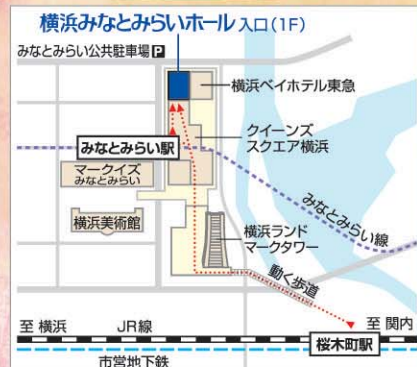 横浜みなとみらいホール 入口(1F)
みなとみらい公共駐車場 P
横浜ベイホテル東急
みなとみらい駅
クイーンズ
スクエア横浜
マークイズ
みなとみらい
みなとみらい線
横浜美術館
横浜ランド
マークタワー
動く歩道
至 横浜
JR線
至 関内
桜木町駅
市営地下鉄